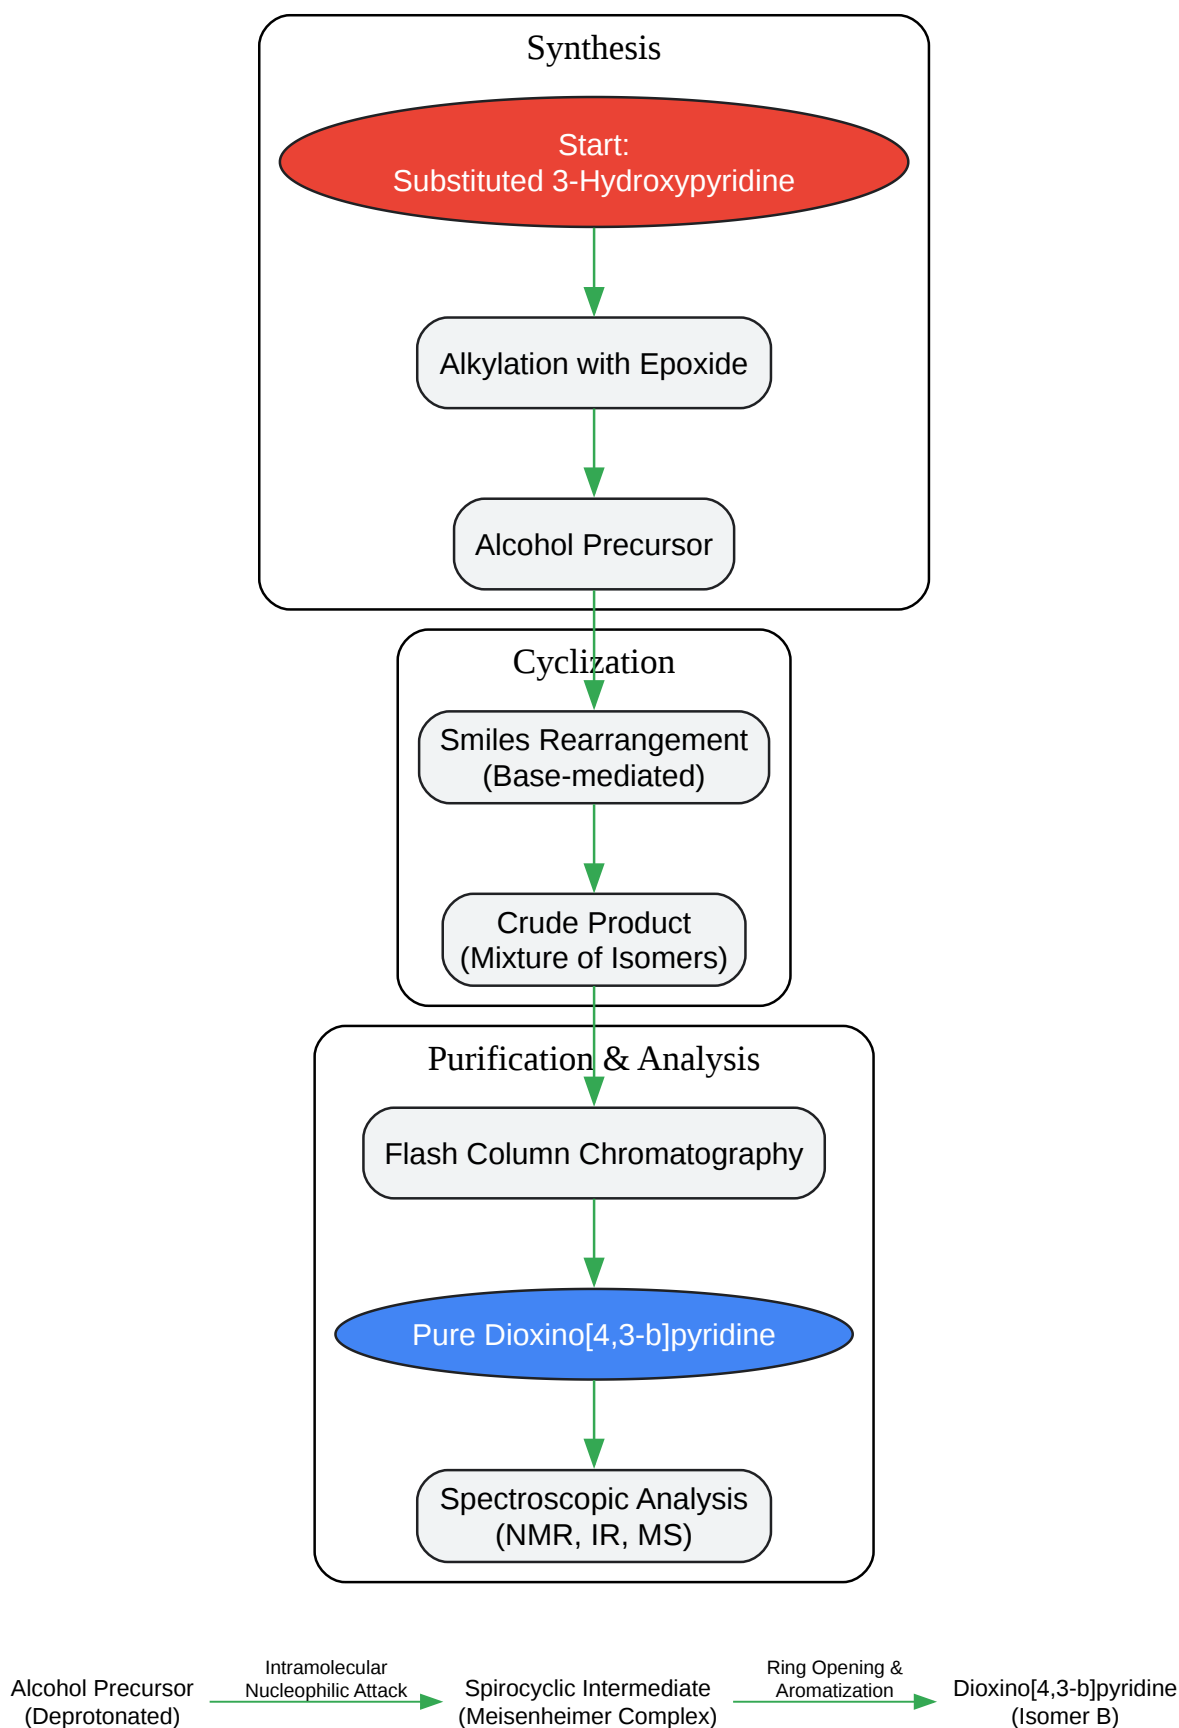 Synthesis
Start:
Substituted 3-Hydroxypyridine
Alkylation with Epoxide
Alcohol Precursor
Cyclization
Smiles Rearrangement
(Base-mediated)
Crude Product
(Mixture of Isomers)
Purification & Analysis
Flash Column Chromatography
Pure Dioxino[4,3-b]pyridine
Spectroscopic Analysis
(NMR, IR, MS)
Alcohol Precursor
(Deprotonated)
Intramolecular
Nucleophilic Attack
Spirocyclic Intermediate
(Meisenheimer Complex)
Ring Opening &
Aromatization
Dioxino[4,3-b]pyridine
(Isomer B)